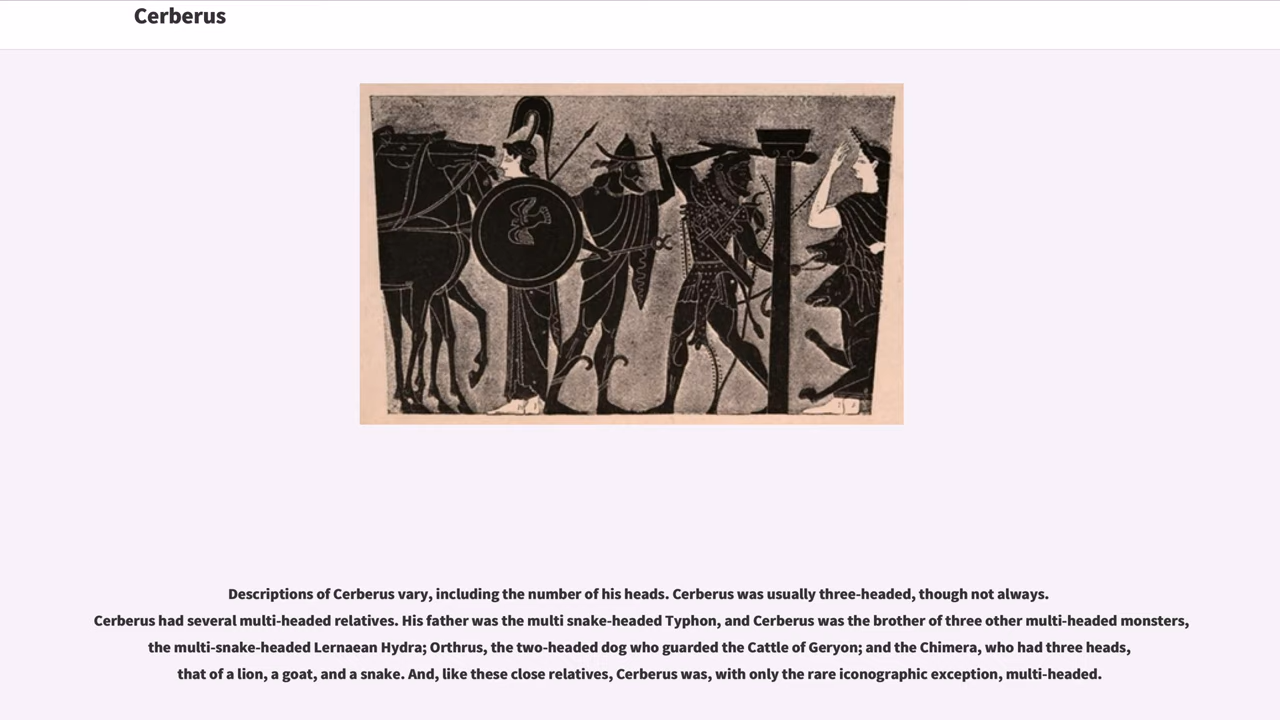 Cerberus
Descriptions of Cerberus vary, including the number of his heads. Cerberus was usually three-headed, though not always.
Cerberus had several multi-headed relatives. His father was the multi snake-headed Typhon, and Cerberus was the brother of three other multi-headed monsters,
the multi-snake-headed Lernaean Hydra; Orthrus, the two-headed dog who guarded the Cattle of Geryon; and the Chimera, who had three heads,
that of a lion, a goat, and a snake. And, like these close relatives, Cerberus was, with only the rare iconographic exception, multi-headed.